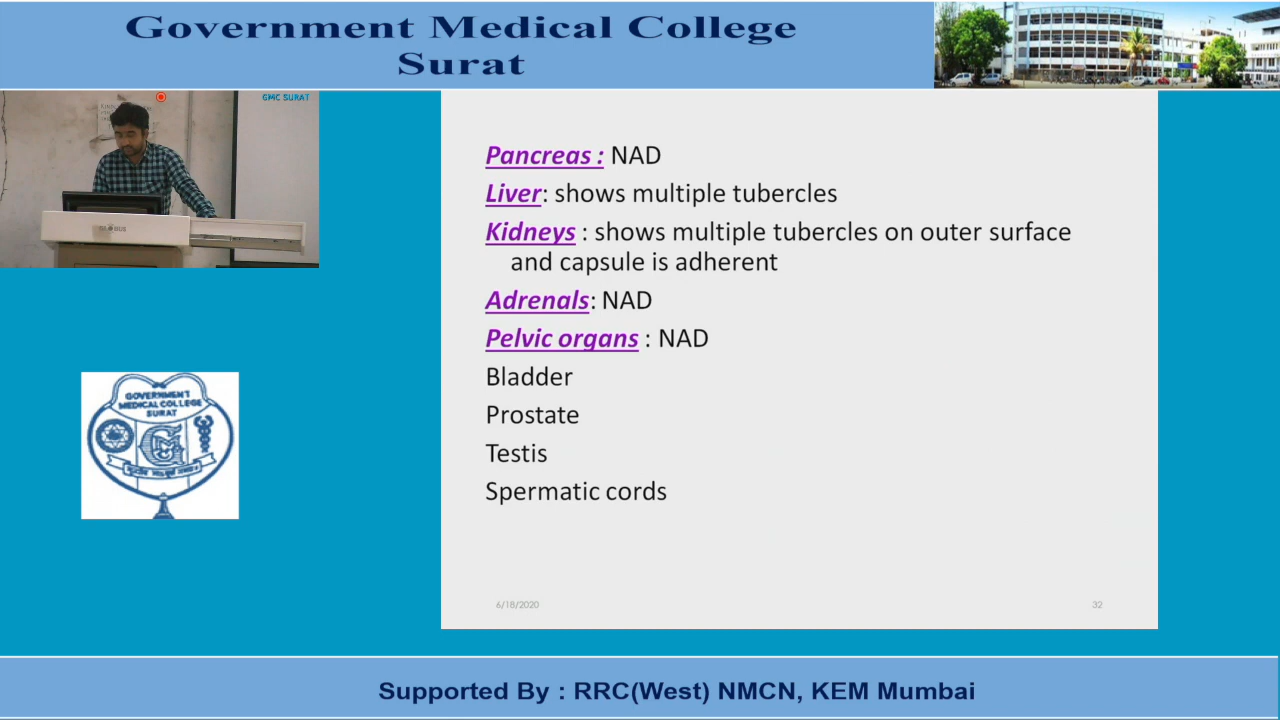 Government Medical College
Surat
GMC SURAT
Pancreas : NAD
Liver: shows multiple tubercles
Kidneys : shows multiple tubercles on outer surface
and capsule is adherent
Adrenals: NAD
Pelvic organs : NAD
Bladder
Prostate
Testis
Spermatic cords
6/18/2020
32
GOVERNMENT
MEDICAL COLLEGE
SURAT
Supported By : RRC(West) NMCN, KEM Mumbai